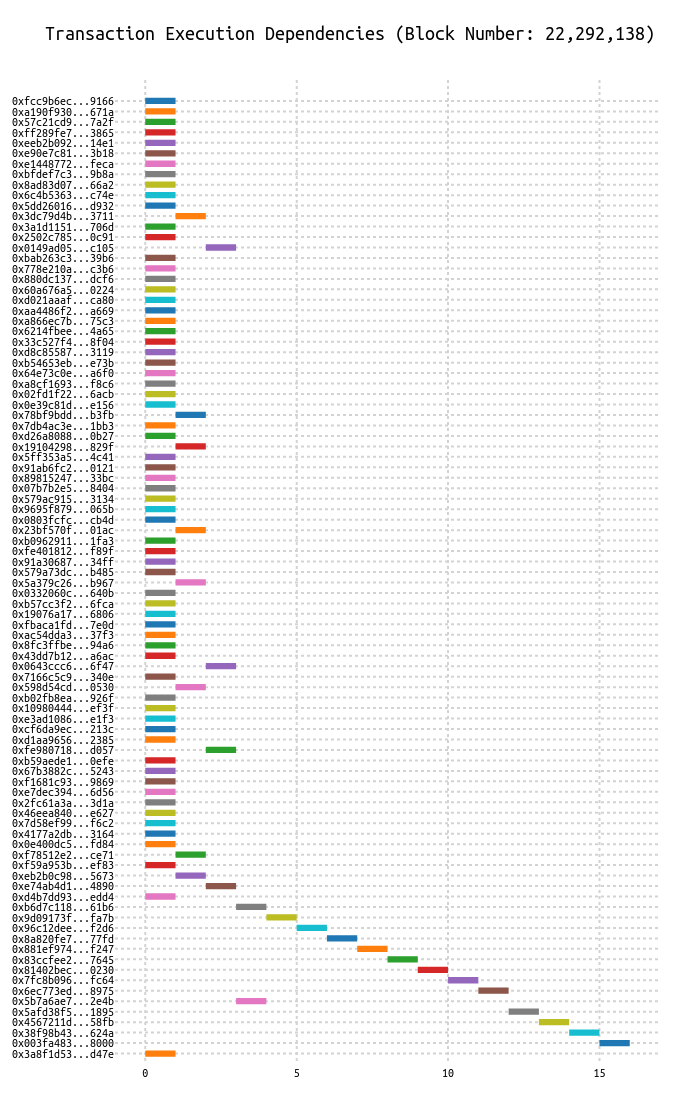 Transaction Execution Dependencies (Block Number: 22,292,138)
0xfcc9b6ec...9166
0xa190f930...671a
0x57c21cd9...7a2f
0xff289fe7...3865
0xeeb2b092...14e1
0xe90e7c81...3b18
0xe1448772...feca
0xbfdef7c3...9b8a
0x8ad83d07...66a2
0x6c4b5363...c74e
0x5dd26016...d932
0x3dc79d4b...3711
0x3a1d1151...706d
0x2502c785...0c91
0x0149ad05...c105
0xbab263c3...39b6
0x778e210a...c3b6
0x880dc137...dcf6
0x60a676a5...0224
0xd021aaaf...ca80
0xaa4486f2...a669
0xa866ec7b...75c3
0x6214fbee...4a65
0x33c527f4...8f04
0xd8c85587...3119
0xb54653eb...e73b
0x64e73c0e...a6f0
0xa8cf1693...f8c6
0x02fd1f22...6acb
0x0e39c81d...e156
0x78bf9bdd...b3fb
0x7db4ac3e...1bb3
0xd26a8088...0b27
0x19104298...829f
0x5ff353a5...4c41
0x91ab6fc2...0121
0x89815247...33bc
0x07b7b2e5...8404
0x579ac915...3134
0x9695f879...065b
0x0803fcfc...cb4d
0x23bf570f...01ac
0xb0962911...1fa3
0xfe401812...f89f
0x91a30687...34ff
0x579a73dc...b485
0x5a379c26...b967
0x0332060c...640b
0xb57cc3f2...6fca
0x19076a17...6806
0xfbaca1fd...7e0d
0xac54dda3...37f3
0x8fc3ffbe...94a6
0x43dd7b12...a6ac
0x0643ccc6...6f47
0x7166c5c9...340e
0x598d54cd...0530
0xb02fb8ea...926f
0x10980444...ef3f
0xe3ad1086...e1f3
0xcf6da9ec...213c
0xd1aa9656...2385
0xfe980718...d057
0xb59aede1...0efe
0x67b3882c...5243
0xf1681c93...9869
0xe7dec394...6d56
0x2fc61a3a...3d1a
0x46eea840...e627
0x7d58ef99...f6c2
0x4177a2db...3164
0x0e400dc5...fd84
0xf78512e2...ce71
0xf59a953b...ef83
0xeb2b0c98...5673
0xe74ab4d1...4890
0xd4b7dd93...edd4
0xb6d7c118...61b6
0x9d09173f...fa7b
0x96c12dee...f2d6
0x8a820fe7...77fd
0x881ef974...f247
0x83ccfee2...7645
0x81402bec...0230
0x7fc8b096...fc64
0x6ec773ed...8975
0x5b7a6ae7...2e4b
0x5afd38f5...1895
0x4567211d...58fb
0x38f98b43...624a
0x003fa483...8000
0x3a8f1d53...d47e
0 5 10 15